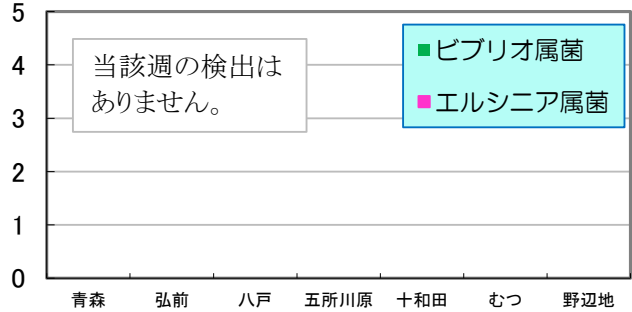 5
4
3
2
1
0
当該週の検出は
ありません。
ビブリオ属菌
エルシニア属菌
青森 弘前 八戸 五所川原 十和田 むつ 野辺地